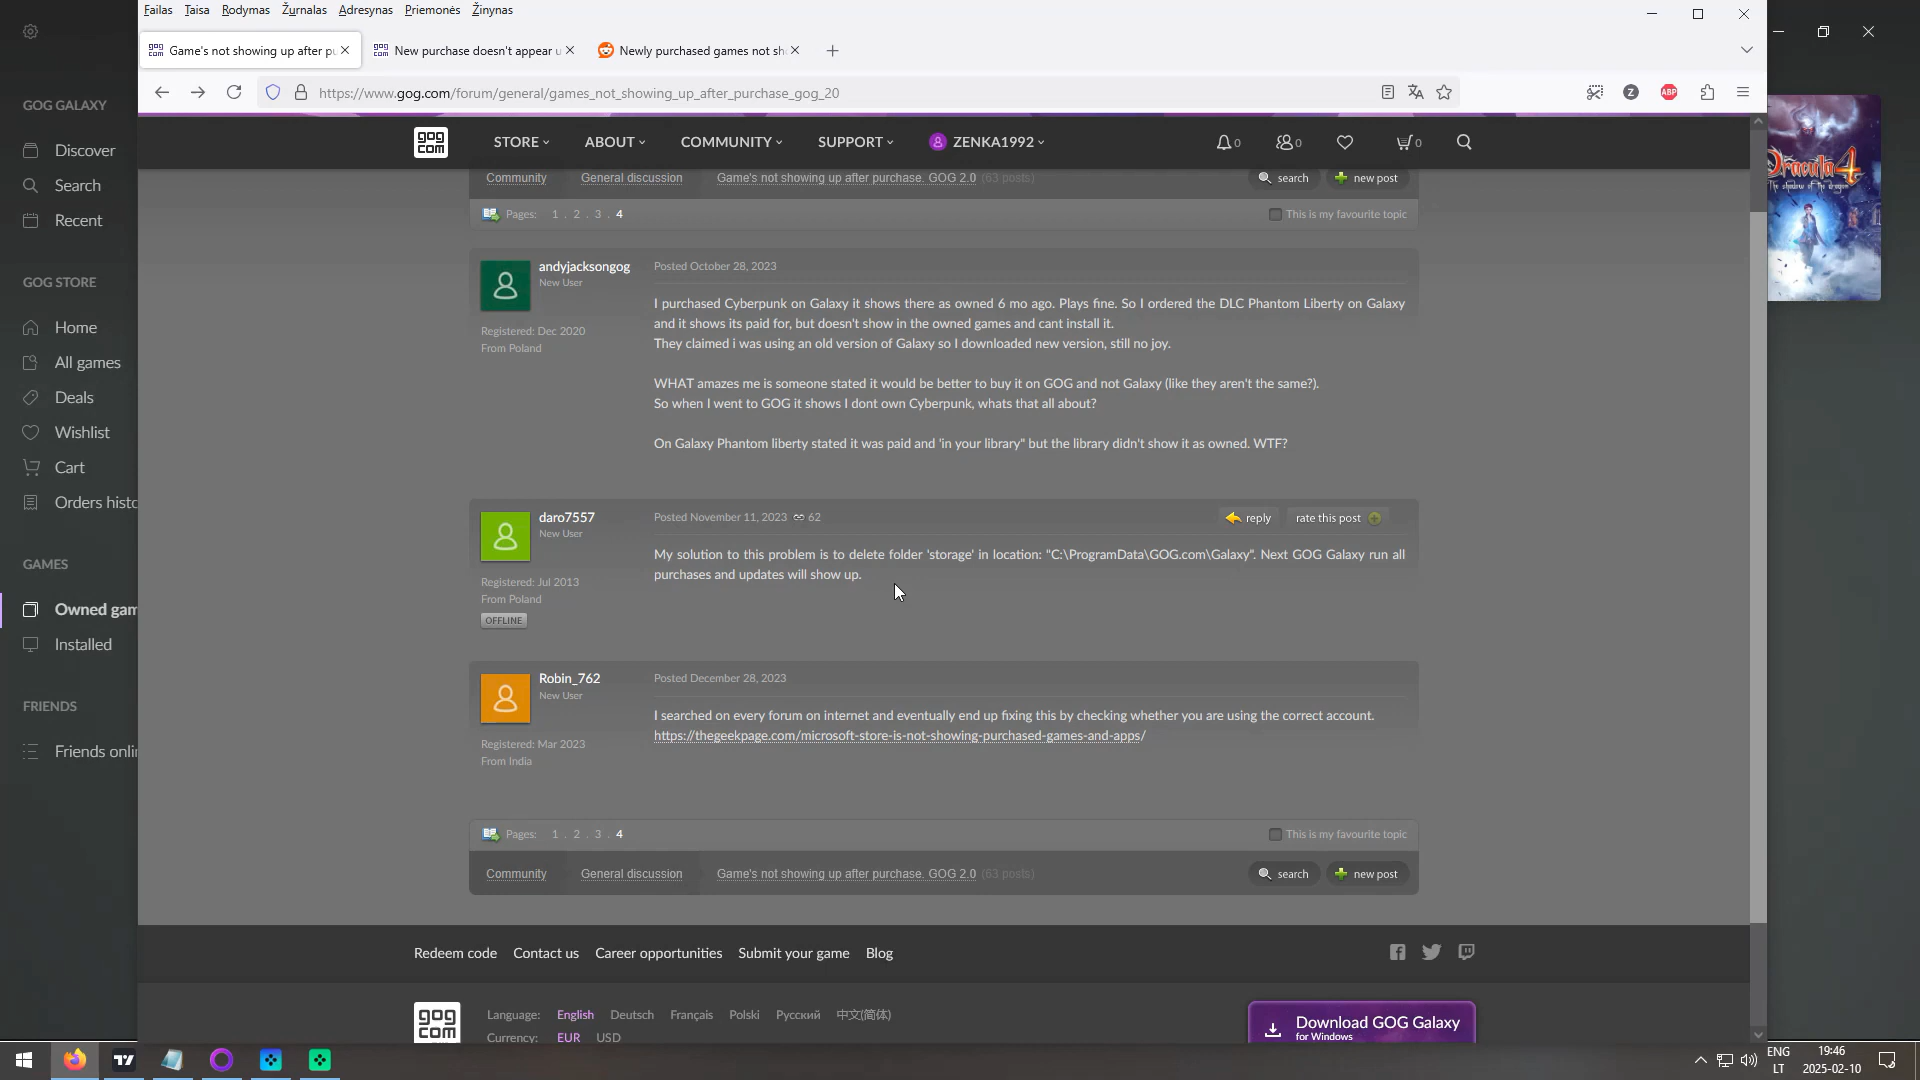 Failas Taisa Rodymas Žurnalas Adresynas Priemonės Žinynas
Game's not showing up after pu
New purchase doesn't appear u
Newly purchased games not sh
https://www.gog.com/forum/general/games_not_showing_up_after_purchase_gog_20
GOG GALAXY
Discover
Search
Recent
GOG STORE
Home
All games
Deals
Wishlist
Cart
Orders histo
GAMES
Owned gam
Installed
FRIENDS
Friends onlin
gog com
STORE ABOUT COMMUNITY SUPPORT ZENKA1992 0 0 0
Community General discussion Game's not showing up after purchase. GOG 2.0 (63 posts) search new post
Pages: 1 . 2 . 3 . 4 This is my favourite topic
andyjacksongog
New User
Registered: Dec 2020
From Poland
Posted October 28, 2023
I purchased Cyberpunk on Galaxy it shows there as owned 6 mo ago. Plays fine. So I ordered the DLC Phantom Liberty on Galaxy
and it shows its paid for, but doesn't show in the owned games and cant install it.
They claimed i was using an old version of Galaxy so I downloaded new version, still no joy.
WHAT amazes me is someone stated it would be better to buy it on GOG and not Galaxy (like they aren't the same?).
So when I went to GOG it shows I dont own Cyberpunk, whats that all about?
On Galaxy Phantom liberty stated it was paid and 'in your library" but the library didn't show it as owned. WTF?
daro7557
New User
Registered: Jul 2013
From Poland
OFFLINE
Posted November 11, 2023 62 reply rate this post
My solution to this problem is to delete folder 'storage' in location: "C:\ProgramData\GOG.com\Galaxy". Next GOG Galaxy run all
purchases and updates will show up.
Robin_762
New User
Registered: Mar 2023
From India
Posted December 28, 2023
I searched on every forum on internet and eventually end up fixing this by checking whether you are using the correct account.
https://thegeekpage.com/microsoft-store-is-not-showing-purchased-games-and-apps/
Pages: 1 . 2 . 3 . 4 This is my favourite topic
Community General discussion Game's not showing up after purchase. GOG 2.0 (63 posts) search new post
Redeem code Contact us Career opportunities Submit your game Blog
gog com
Language: English Deutsch Français Polski Русский 中文(简体)
Currency: EUR USD
Download GOG Galaxy
for Windows
Dracula 4
The shadow of the dragon
Z
ABP
ENG
LT
19:46
2025-02-10